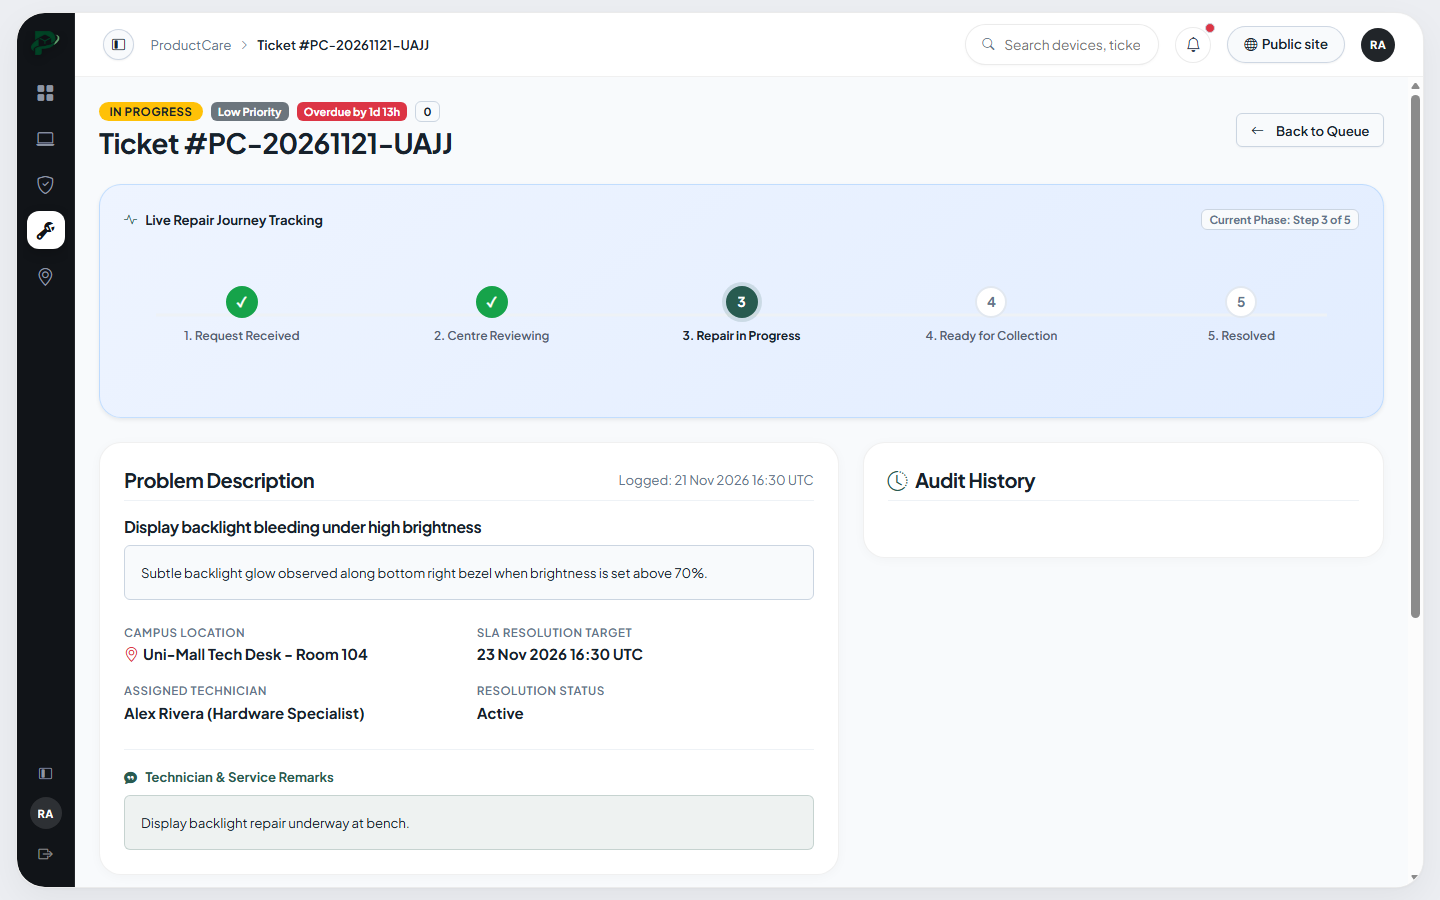 ProductCare
Ticket #PC-20261121-UAJJ
Search devices, ticke
Public site
RA
IN PROGRESS
Low Priority
Overdue by 1d 13h
0
Ticket #PC-20261121-UAJJ
Back to Queue
Live Repair Journey Tracking
Current Phase: Step 3 of 5
3
4
5
1. Request Received
2. Centre Reviewing
3. Repair in Progress
4. Ready for Collection
5. Resolved
Problem Description
Logged: 21 Nov 2026 16:30 UTC
Audit History
Display backlight bleeding under high brightness
Subtle backlight glow observed along bottom right bezel when brightness is set above 70%.
CAMPUS LOCATION
SLA RESOLUTION TARGET
Uni-Mall Tech Desk - Room 104
23 Nov 2026 16:30 UTC
ASSIGNED TECHNICIAN
RESOLUTION STATUS
Alex Rivera (Hardware Specialist)
Active
Technician & Service Remarks
Display backlight repair underway at bench.
RA